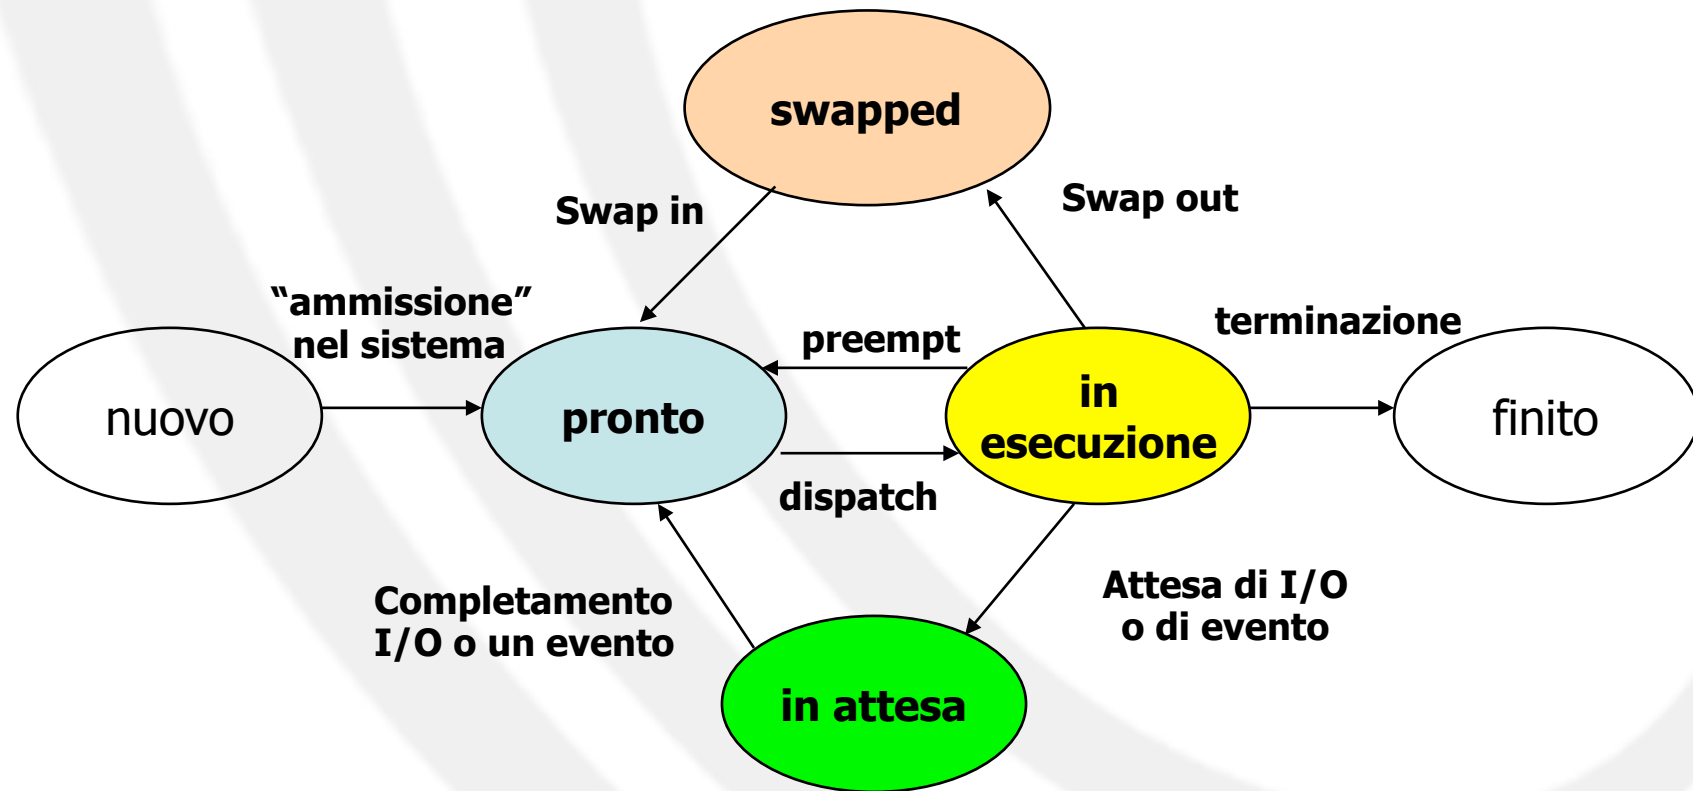 swapped
Swap in
Swap out
“ammissione”
nel sistema
preempt
terminazione
nuovo
pronto
in
esecuzione
finito
dispatch
Completamento
I/O o un evento
Attesa di I/O
o di evento
in attesa